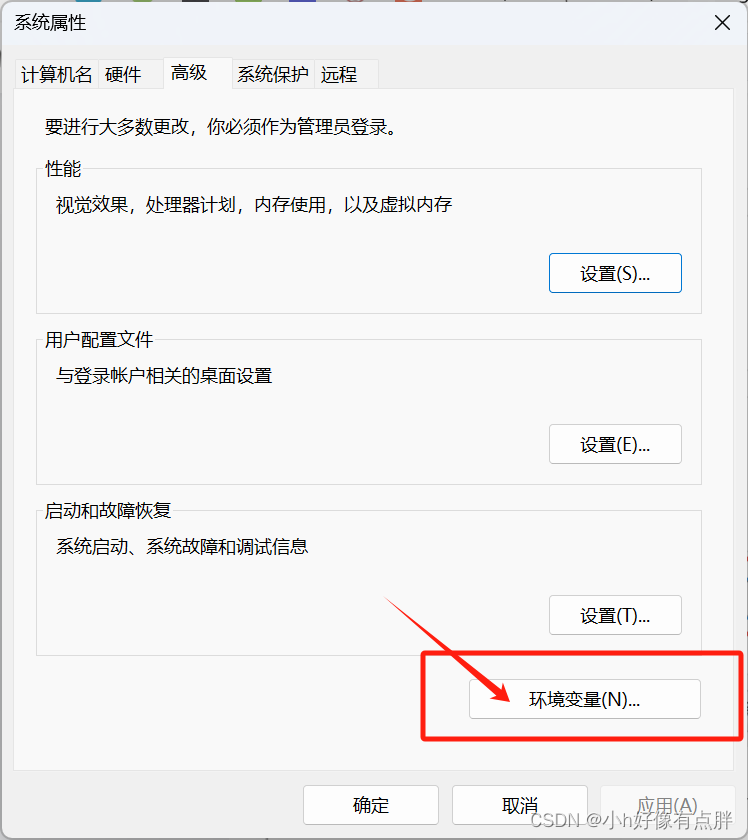 系统属性
计算机名 硬件 高级 系统保护 远程
要进行大多数更改，你必须作为管理员登录。
性能
视觉效果，处理器计划，内存使用，以及虚拟内存
设置(S)...
用户配置文件
与登录帐户相关的桌面设置
设置(E)...
启动和故障恢复
系统启动、系统故障和调试信息
设置(T)...
环境变量(N)...
确定 取消 应用(A)
CSDN @小h好像有点胖